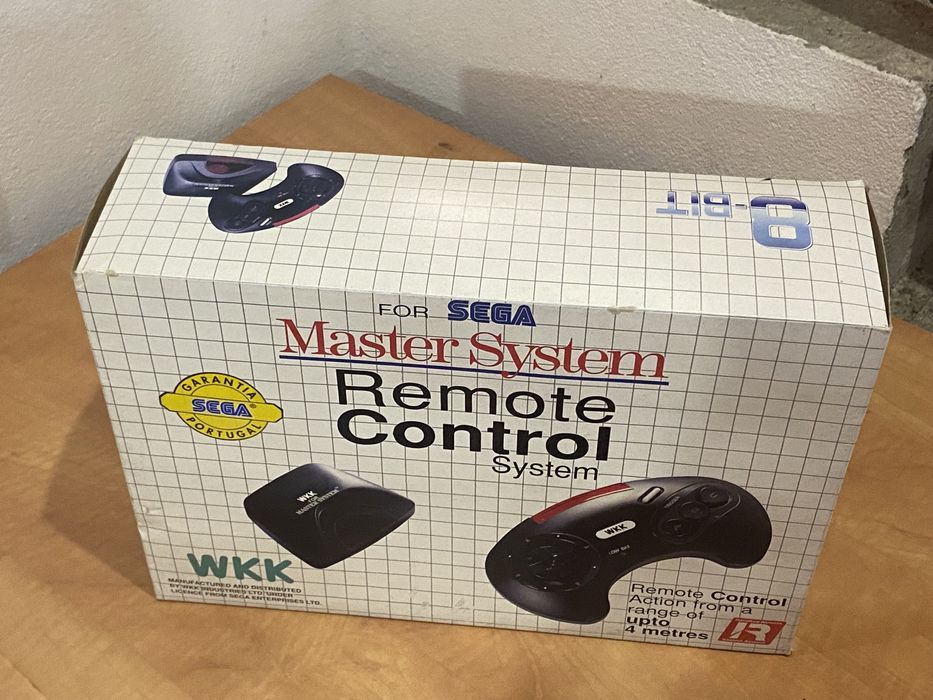 8-BIT
FOR SEGA
Master System
Remote
Control
System
GARANTIA
SEGA®
PORTUGAL
WKK
FOR
MASTER SYSTEM
WKK
WKK
MANUFACTURED AND DISTRIBUTED
BY WKK INDUSTRIES LTD. UNDER
LICENCE FROM SEGA ENTERPRISES LTD.
Remote Control
Action from a
range of
upto
4 metres
IR